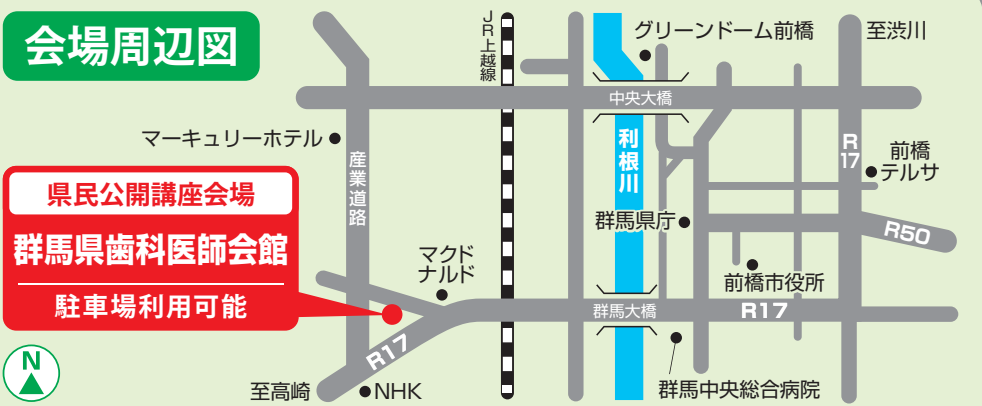 会場周辺図
JR上越線
グリーンドーム前橋
至渋川
中央大橋
マーキュリーホテル
産業道路
利根川
R17
前橋
テルサ
県民公開講座会場
群馬県歯科医師会館
駐車場利用可能
群馬県庁
R50
マクド
ナルド
前橋市役所
群馬大橋
R17
R17
N
至高崎
NHK
群馬中央総合病院